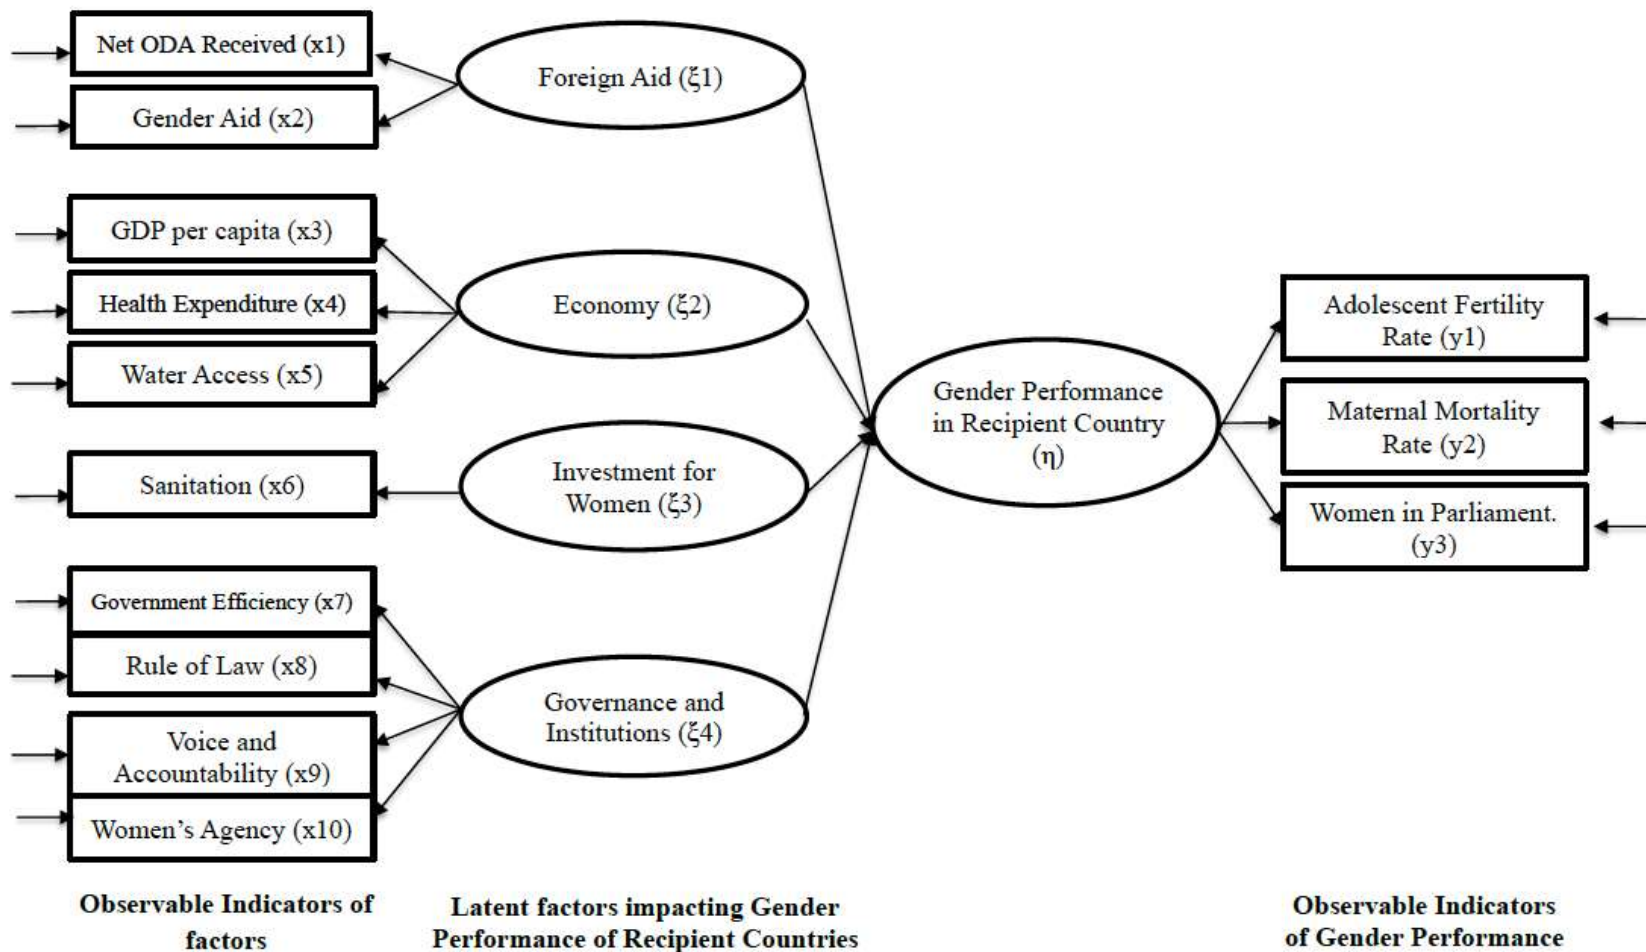 Net ODA Received (x1)
Gender Aid (x2)
GDP per capita (x3)
Health Expenditure (x4)
Water Access (x5)
Sanitation (x6)
Government Efficiency (x7)
Rule of Law (x8)
Voice and
Accountability (x9)
Women’s Agency (x10)
Observable Indicators of
factors
Foreign Aid (ξ1)
Economy (ξ2)
Investment for
Women (ξ3)
Governance and
Institutions (ξ4)
Latent factors impacting Gender
Performance of Recipient Countries
Gender Performance
in Recipient Country
(η)
Adolescent Fertility
Rate (y1)
Maternal Mortality
Rate (y2)
Women in Parliament.
(y3)
Observable Indicators
of Gender Performance